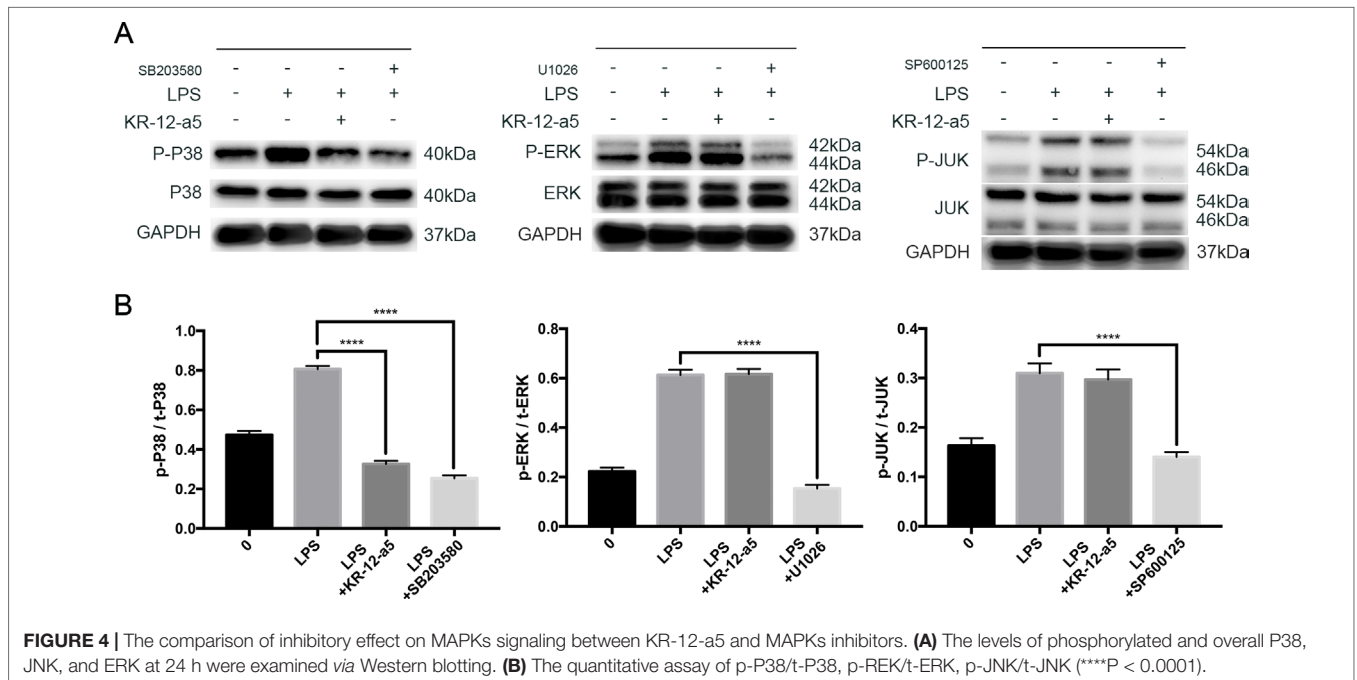 A
SB203580 - - - +
LPS - + + +
KR-12-a5 - - + -
P-P38 40kDa
P38 40kDa
GAPDH 37kDa
U1026 - - - +
LPS - + + +
KR-12-a5 - - + -
P-ERK 42kDa
44kDa
ERK 42kDa
44kDa
GAPDH 37kDa
SP600125 - - - +
LPS - + + +
KR-12-a5 - - + -
P-JUK 54kDa
46kDa
JUK 54kDa
46kDa
GAPDH 37kDa
B
p-P38 / t-P38
1.0
0.8
0.6
0.4
0.2
0.0
****
****
0
LPS
LPS +KR-12-a5
LPS +SB203580
p-ERK / t-ERK
0.8
0.6
0.4
0.2
0.0
****
0
LPS
LPS +KR-12-a5
LPS +U1026
p-JUK / t-JUK
0.4
0.3
0.2
0.1
0.0
****
0
LPS
LPS +KR-12-a5
LPS +SP600125
FIGURE 4 | The comparison of inhibitory effect on MAPKs signaling between KR-12-a5 and MAPKs inhibitors. (A) The levels of phosphorylated and overall P38,
JNK, and ERK at 24 h were examined via Western blotting. (B) The quantitative assay of p-P38/t-P38, p-REK/t-ERK, p-JNK/t-JNK (****P < 0.0001).